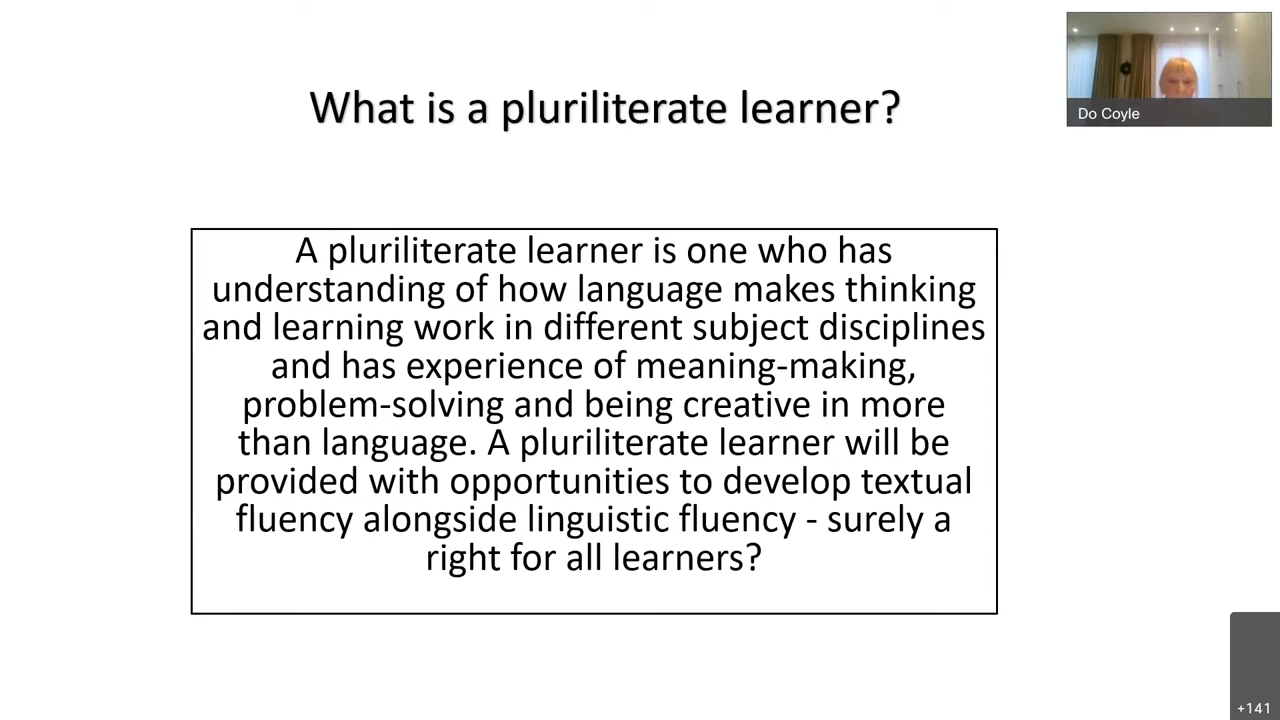 What is a pluriliterate learner?
Do Coyle
A pluriliterate learner is one who has
understanding of how language makes thinking
and learning work in different subject disciplines
and has experience of meaning-making,
problem-solving and being creative in more
than language. A pluriliterate learner will be
provided with opportunities to develop textual
fluency alongside linguistic fluency - surely a
right for all learners?
+141